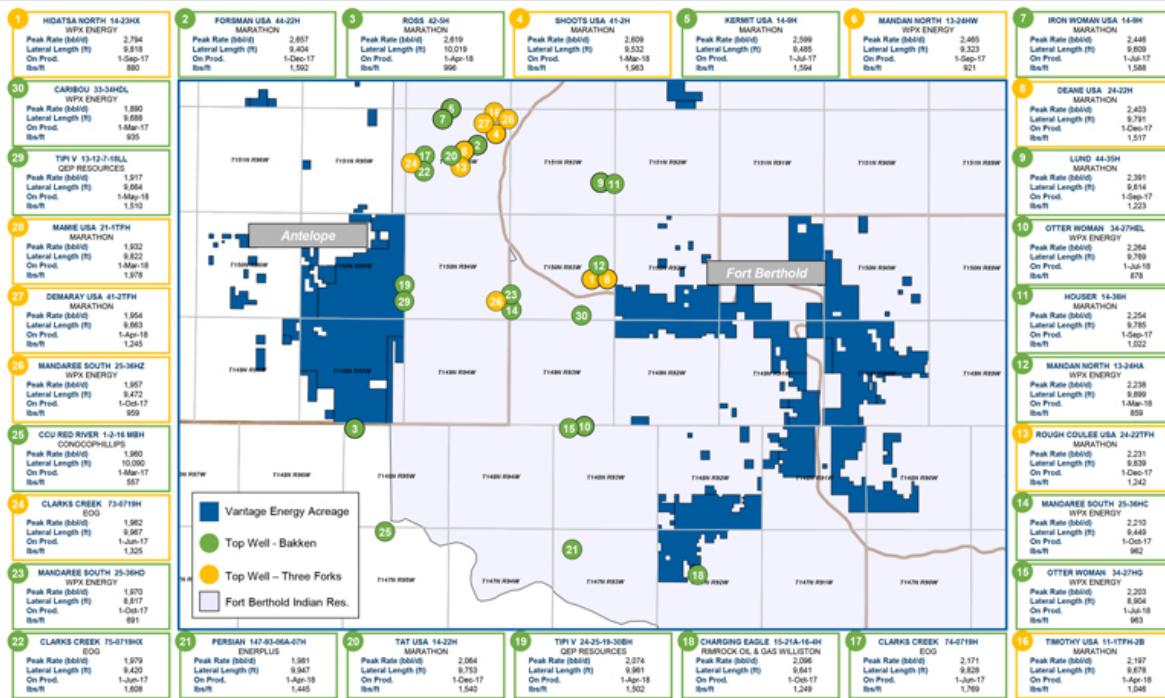 1
HIDATSA NORTH 14-23HX
WPX ENERGY
Peak Rate (bbl/d) 2,794
Lateral Length (ft) 9,818
On Prod. 1-Sep-17
lbs/ft 880
2
FORSMAN USA 44-22H
MARATHON
Peak Rate (bbl/d) 2,657
Lateral Length (ft) 9,404
On Prod. 1-Dec-17
lbs/ft 1,592
3
ROSS 42-5H
MARATHON
Peak Rate (bbl/d) 2,619
Lateral Length (ft) 10,019
On Prod. 1-Apr-18
lbs/ft 996
4
SHOOTS USA 41-2H
MARATHON
Peak Rate (bbl/d) 2,609
Lateral Length (ft) 9,532
On Prod. 1-Mar-18
lbs/ft 1,963
5
KERMIT USA 14-9H
MARATHON
Peak Rate (bbl/d) 2,599
Lateral Length (ft) 9,485
On Prod. 1-Jul-17
lbs/ft 1,594
6
MANDAN NORTH 13-24HW
WPX ENERGY
Peak Rate (bbl/d) 2,465
Lateral Length (ft) 9,323
On Prod. 1-Sep-17
lbs/ft 921
7
IRON WOMAN USA 14-9H
MARATHON
Peak Rate (bbl/d) 2,446
Lateral Length (ft) 9,609
On Prod. 1-Jul-17
lbs/ft 1,588
30
CARIBOU 33-34HDL
WPX ENERGY
Peak Rate (bbl/d) 1,890
Lateral Length (ft) 9,688
On Prod. 1-Mar-17
lbs/ft 935
29
TIPI V 13-12-7-18LL
QEP RESOURCES
Peak Rate (bbl/d) 1,917
Lateral Length (ft) 9,664
On Prod. 1-May-18
lbs/ft 1,510
28
MAMIE USA 21-1TFH
MARATHON
Peak Rate (bbl/d) 1,932
Lateral Length (ft) 9,822
On Prod. 1-Mar-18
lbs/ft 1,978
27
DEMARAY USA 41-2TFH
MARATHON
Peak Rate (bbl/d) 1,954
Lateral Length (ft) 9,663
On Prod. 1-Apr-18
lbs/ft 1,245
26
MANDAREE SOUTH 25-36HZ
WPX ENERGY
Peak Rate (bbl/d) 1,957
Lateral Length (ft) 9,472
On Prod. 1-Oct-17
lbs/ft 959
25
CCU RED RIVER 1-2-16 MBH
CONOCOPHILLIPS
Peak Rate (bbl/d) 1,960
Lateral Length (ft) 10,090
On Prod. 1-Mar-17
lbs/ft 557
24
CLARKS CREEK 73-0719H
EOG
Peak Rate (bbl/d) 1,962
Lateral Length (ft) 9,967
On Prod. 1-Jun-17
lbs/ft 1,325
23
MANDAREE SOUTH 25-36HD
WPX ENERGY
Peak Rate (bbl/d) 1,970
Lateral Length (ft) 8,817
On Prod. 1-Oct-17
lbs/ft 691
Antelope
Fort Berthold
Vantage Energy Acreage
Top Well - Bakken
Top Well – Three Forks
Fort Berthold Indian Res.
8
DEANE USA 24-22H
MARATHON
Peak Rate (bbl/d) 2,403
Lateral Length (ft) 9,791
On Prod. 1-Dec-17
lbs/ft 1,517
9
LUND 44-35H
MARATHON
Peak Rate (bbl/d) 2,391
Lateral Length (ft) 9,814
On Prod. 1-Sep-17
lbs/ft 1,223
10
OTTER WOMAN 34-27HEL
WPX ENERGY
Peak Rate (bbl/d) 2,264
Lateral Length (ft) 9,769
On Prod. 1-Jul-18
lbs/ft 878
11
HOUSER 14-36H
MARATHON
Peak Rate (bbl/d) 2,254
Lateral Length (ft) 9,785
On Prod. 1-Sep-17
lbs/ft 1,022
12
MANDAN NORTH 13-24HA
WPX ENERGY
Peak Rate (bbl/d) 2,238
Lateral Length (ft) 9,899
On Prod. 1-Mar-18
lbs/ft 859
13
ROUGH COULEE USA 24-22TFH
MARATHON
Peak Rate (bbl/d) 2,231
Lateral Length (ft) 9,839
On Prod. 1-Dec-17
lbs/ft 1,242
14
MANDAREE SOUTH 25-36HC
WPX ENERGY
Peak Rate (bbl/d) 2,210
Lateral Length (ft) 9,449
On Prod. 1-Oct-17
lbs/ft 962
15
OTTER WOMAN 34-27HG
WPX ENERGY
Peak Rate (bbl/d) 2,203
Lateral Length (ft) 8,904
On Prod. 1-Jul-18
lbs/ft 963
22
CLARKS CREEK 75-0719HX
EOG
Peak Rate (bbl/d) 1,979
Lateral Length (ft) 9,420
On Prod. 1-Jun-17
lbs/ft 1,608
21
PERSIAN 147-93-06A-07H
ENERPLUS
Peak Rate (bbl/d) 1,981
Lateral Length (ft) 9,947
On Prod. 1-Apr-18
lbs/ft 1,445
20
TAT USA 14-22H
MARATHON
Peak Rate (bbl/d) 2,064
Lateral Length (ft) 9,753
On Prod. 1-Dec-17
lbs/ft 1,540
19
TIPI V 24-25-19-30BH
QEP RESOURCES
Peak Rate (bbl/d) 2,074
Lateral Length (ft) 9,961
On Prod. 1-Apr-18
lbs/ft 1,502
18
CHARGING EAGLE 15-21A-16-4H
RIMROCK OIL & GAS WILLISTON
Peak Rate (bbl/d) 2,096
Lateral Length (ft) 9,641
On Prod. 1-Oct-17
lbs/ft 1,249
17
CLARKS CREEK 74-0719H
EOG
Peak Rate (bbl/d) 2,171
Lateral Length (ft) 9,828
On Prod. 1-Jun-17
lbs/ft 1,769
16
TIMOTHY USA 11-1TFH-2B
MARATHON
Peak Rate (bbl/d) 2,197
Lateral Length (ft) 9,678
On Prod. 1-Apr-18
lbs/ft 1,046